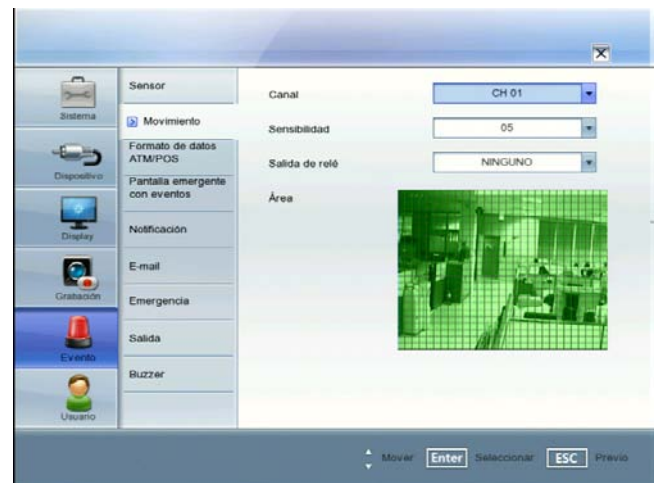 Sistema
Dispositivo
Display
Grabación
Evento
Usuario
Sensor
Movimiento
Formato de datos
ATM/POS
Pantalla emergente
con eventos
Notificación
E-mail
Emergencia
Salida
Buzzer
Canal CH 01
Sensibilidad 05
Salida de relé NINGUNO
Área
Mover Enter Seleccionar ESC Previo